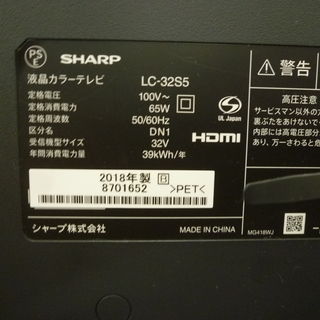 PS E
SHARP
液晶カラーテレビ LC-32S5
定格電圧 100V~
定格消費電力 65W
定格周波数 50/60Hz
区分名 DN1
受信機型サイズ 32V
年間消費電力量 39kWh/年
UL Japan
HDMI
2018年製 B
8701652 >PET<
シャープ株式会社 MADE IN CHINA
⚠警告
高圧注意
サービスマン以外の方
裏ぶたをあけないで
内部には高電圧部分
あり、万一さわると危
MG418WJ